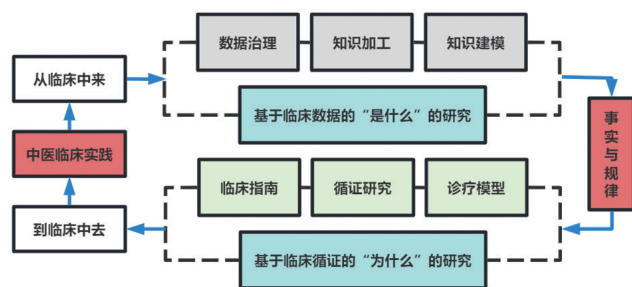 数据治理
知识加工
知识建模
从临床中来
基于临床数据的“是什么”的研究
事实与规律
中医临床实践
临床指南
循证研究
诊疗模型
到临床中去
基于临床循证的“为什么”的研究